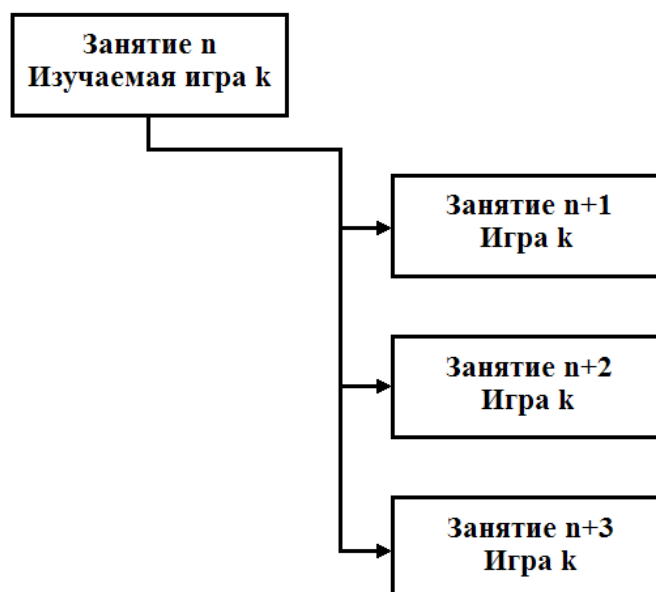 Занятие n
Изучаемая игра k
Занятие n+1
Игра k
Занятие n+2
Игра k
Занятие n+3
Игра k